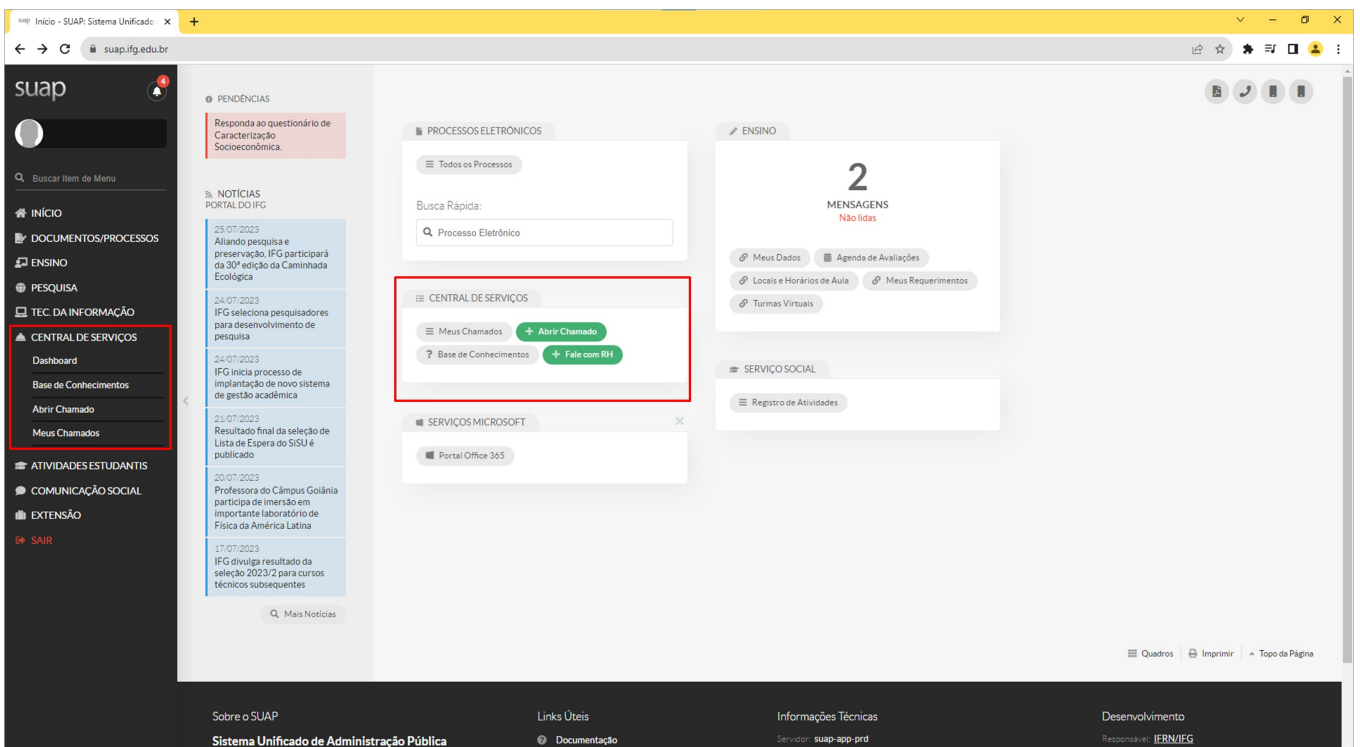 suap Início - SUAP: Sistema Unificado
suap.ifg.edu.br
suap
4
Buscar Item de Menu
INÍCIO
DOCUMENTOS/PROCESSOS
ENSINO
PESQUISA
TEC. DA INFORMAÇÃO
CENTRAL DE SERVIÇOS
Dashboard
Base de Conhecimentos
Abrir Chamado
Meus Chamados
ATIVIDADES ESTUDANTIS
COMUNICAÇÃO SOCIAL
EXTENSÃO
SAIR
PENDÊNCIAS
Responda ao questionário de
Caracterização
Socioeconômica.
NOTÍCIAS
PORTAL DO IFG
25/07/2023
Aliando pesquisa e
preservação, IFG participará
da 30ª edição da Caminhada
Ecológica
24/07/2023
IFG seleciona pesquisadores
para desenvolvimento de
pesquisa
24/07/2023
IFG inicia processo de
implantação de novo sistema
de gestão acadêmica
21/07/2023
Resultado final da seleção de
Lista de Espera do SiSU é
publicado
20/07/2023
Professora do Câmpus Goiânia
participa de imersão em
importante laboratório de
Física da América Latina
17/07/2023
IFG divulga resultado da
seleção 2023/2 para cursos
técnicos subsequentes
Mais Notícias
PROCESSOS ELETRÔNICOS
Todos os Processos
Busca Rápida:
Processo Eletrônico
CENTRAL DE SERVIÇOS
Meus Chamados + Abrir Chamado
? Base de Conhecimentos + Fale com RH
SERVIÇOS MICROSOFT
Portal Office 365
ENSINO
2
MENSAGENS
Não lidas
Meus Dados Agenda de Avaliações
Locais e Horários de Aula Meus Requerimentos
Turmas Virtuais
SERVIÇO SOCIAL
Registro de Atividades
Quadros Imprimir Topo da Página
Sobre o SUAP
Sistema Unificado de Administração Pública
Links Úteis
Documentação
Informações Técnicas
Servidor: suap-app-prd
Desenvolvimento
Responsável: IFRN/IFG